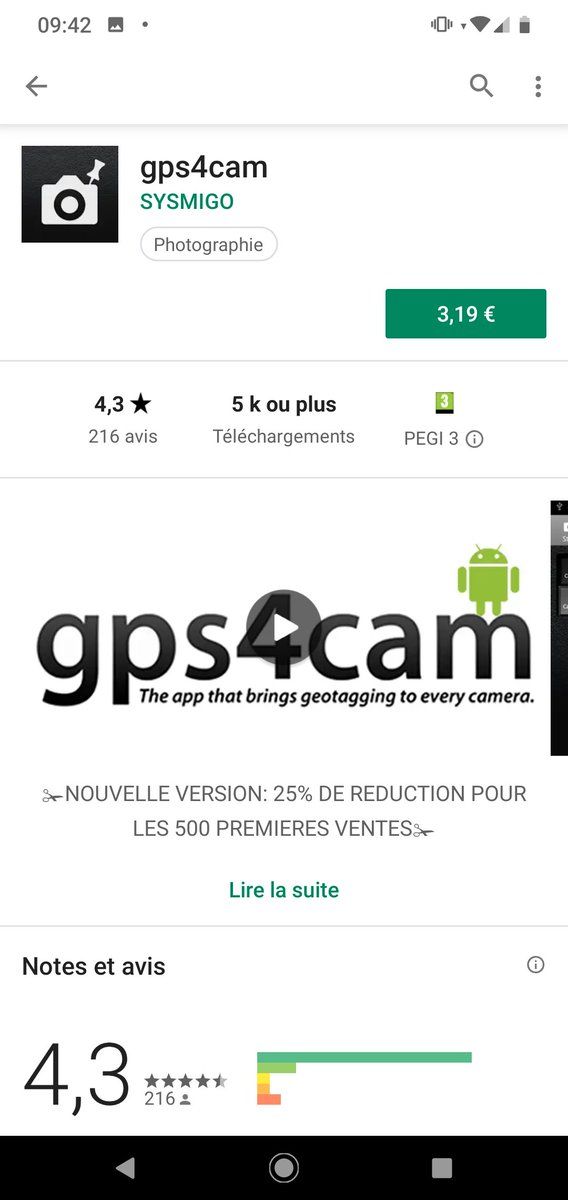 09:42
gps4cam
SYSMIGO
Photographie
3,19 €
4,3 ★
216 avis
5 k ou plus
Téléchargements
3
PEGI 3
gps4cam
The app that brings geotagging to every camera.
✂NOUVELLE VERSION: 25% DE REDUCTION POUR
LES 500 PREMIERES VENTES✂
Lire la suite
Notes et avis
4,3
216